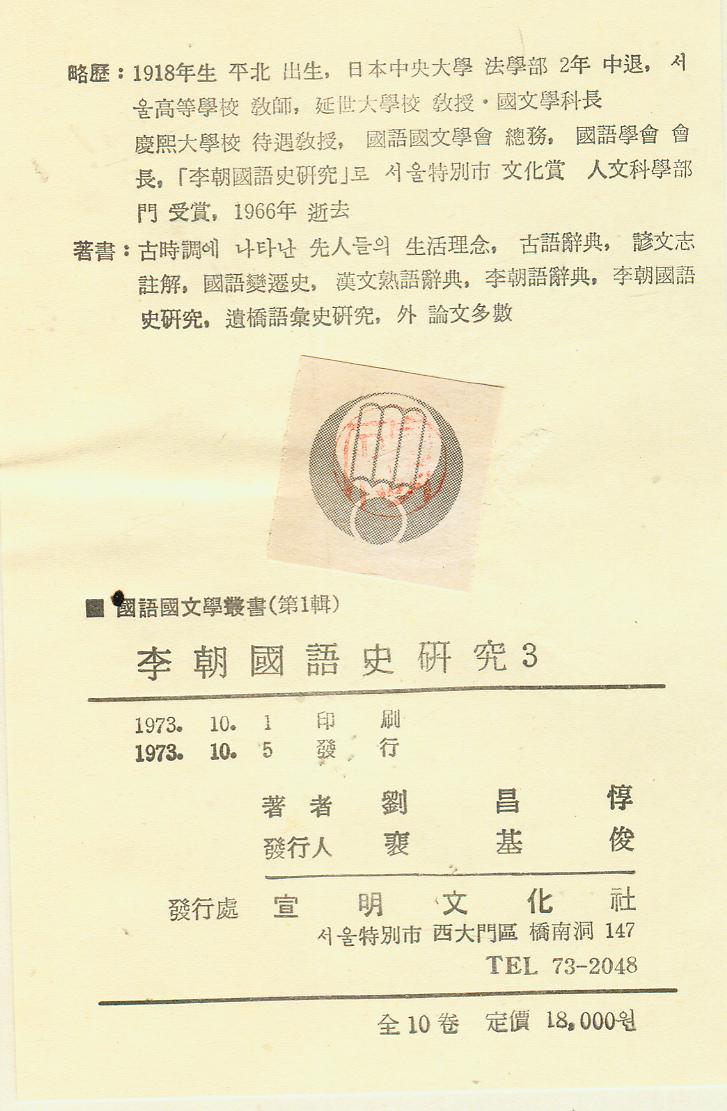 略歷：1918年生 平北 出生, 日本中央大學 法學部 2年 中退, 서
울高等學校 敎師, 延世大學校 敎授·國文學科長
慶熙大學校 待遇敎授, 國語國文學會 總務, 國語學會 會
長,「李朝國語史硏究」로 서울特別市 文化賞 人文科學部
門 受賞, 1966年 逝去
著書：古時調에 나타난 先人들의 生活理念, 古語辭典, 諺文志
註解, 國語變遷史, 漢文熟語辭典, 李朝語辭典, 李朝國語
史硏究, 遺橋語彙史硏究, 外 論文多數
■ 國語國文學叢書(第1輯)
李朝國語史硏究3
1973. 10. 1 印 刷
1973. 10. 5 發 行
著 者 劉 昌 惇
發行人 裵 基 俊
發行處 宣 明 文 化 社
서울特別市 西大門區 橋南洞 147
TEL 73-2048
全10卷 定價 18,000원